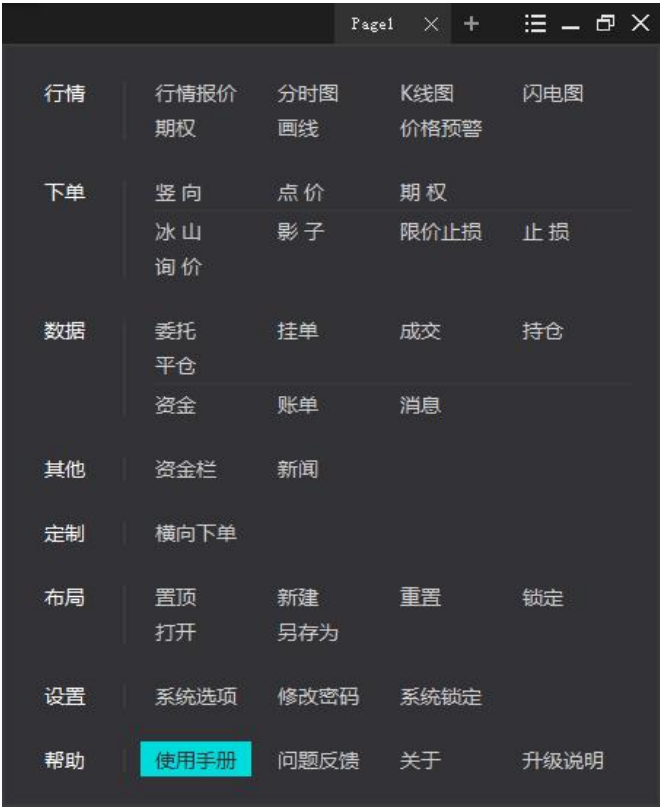 Page1
行情 行情报价 分时图 K线图 闪电图
期权 画线 价格预警
下单 竖 向 点 价 期 权
冰 山 影 子 限价止损 止 损
询 价
数据 委托 挂单 成交 持仓
平仓
资金 账单 消息
其他 资金栏 新闻
定制 横向下单
布局 置顶 新建 重置 锁定
打开 另存为
设置 系统选项 修改密码 系统锁定
帮助 使用手册 问题反馈 关于 升级说明